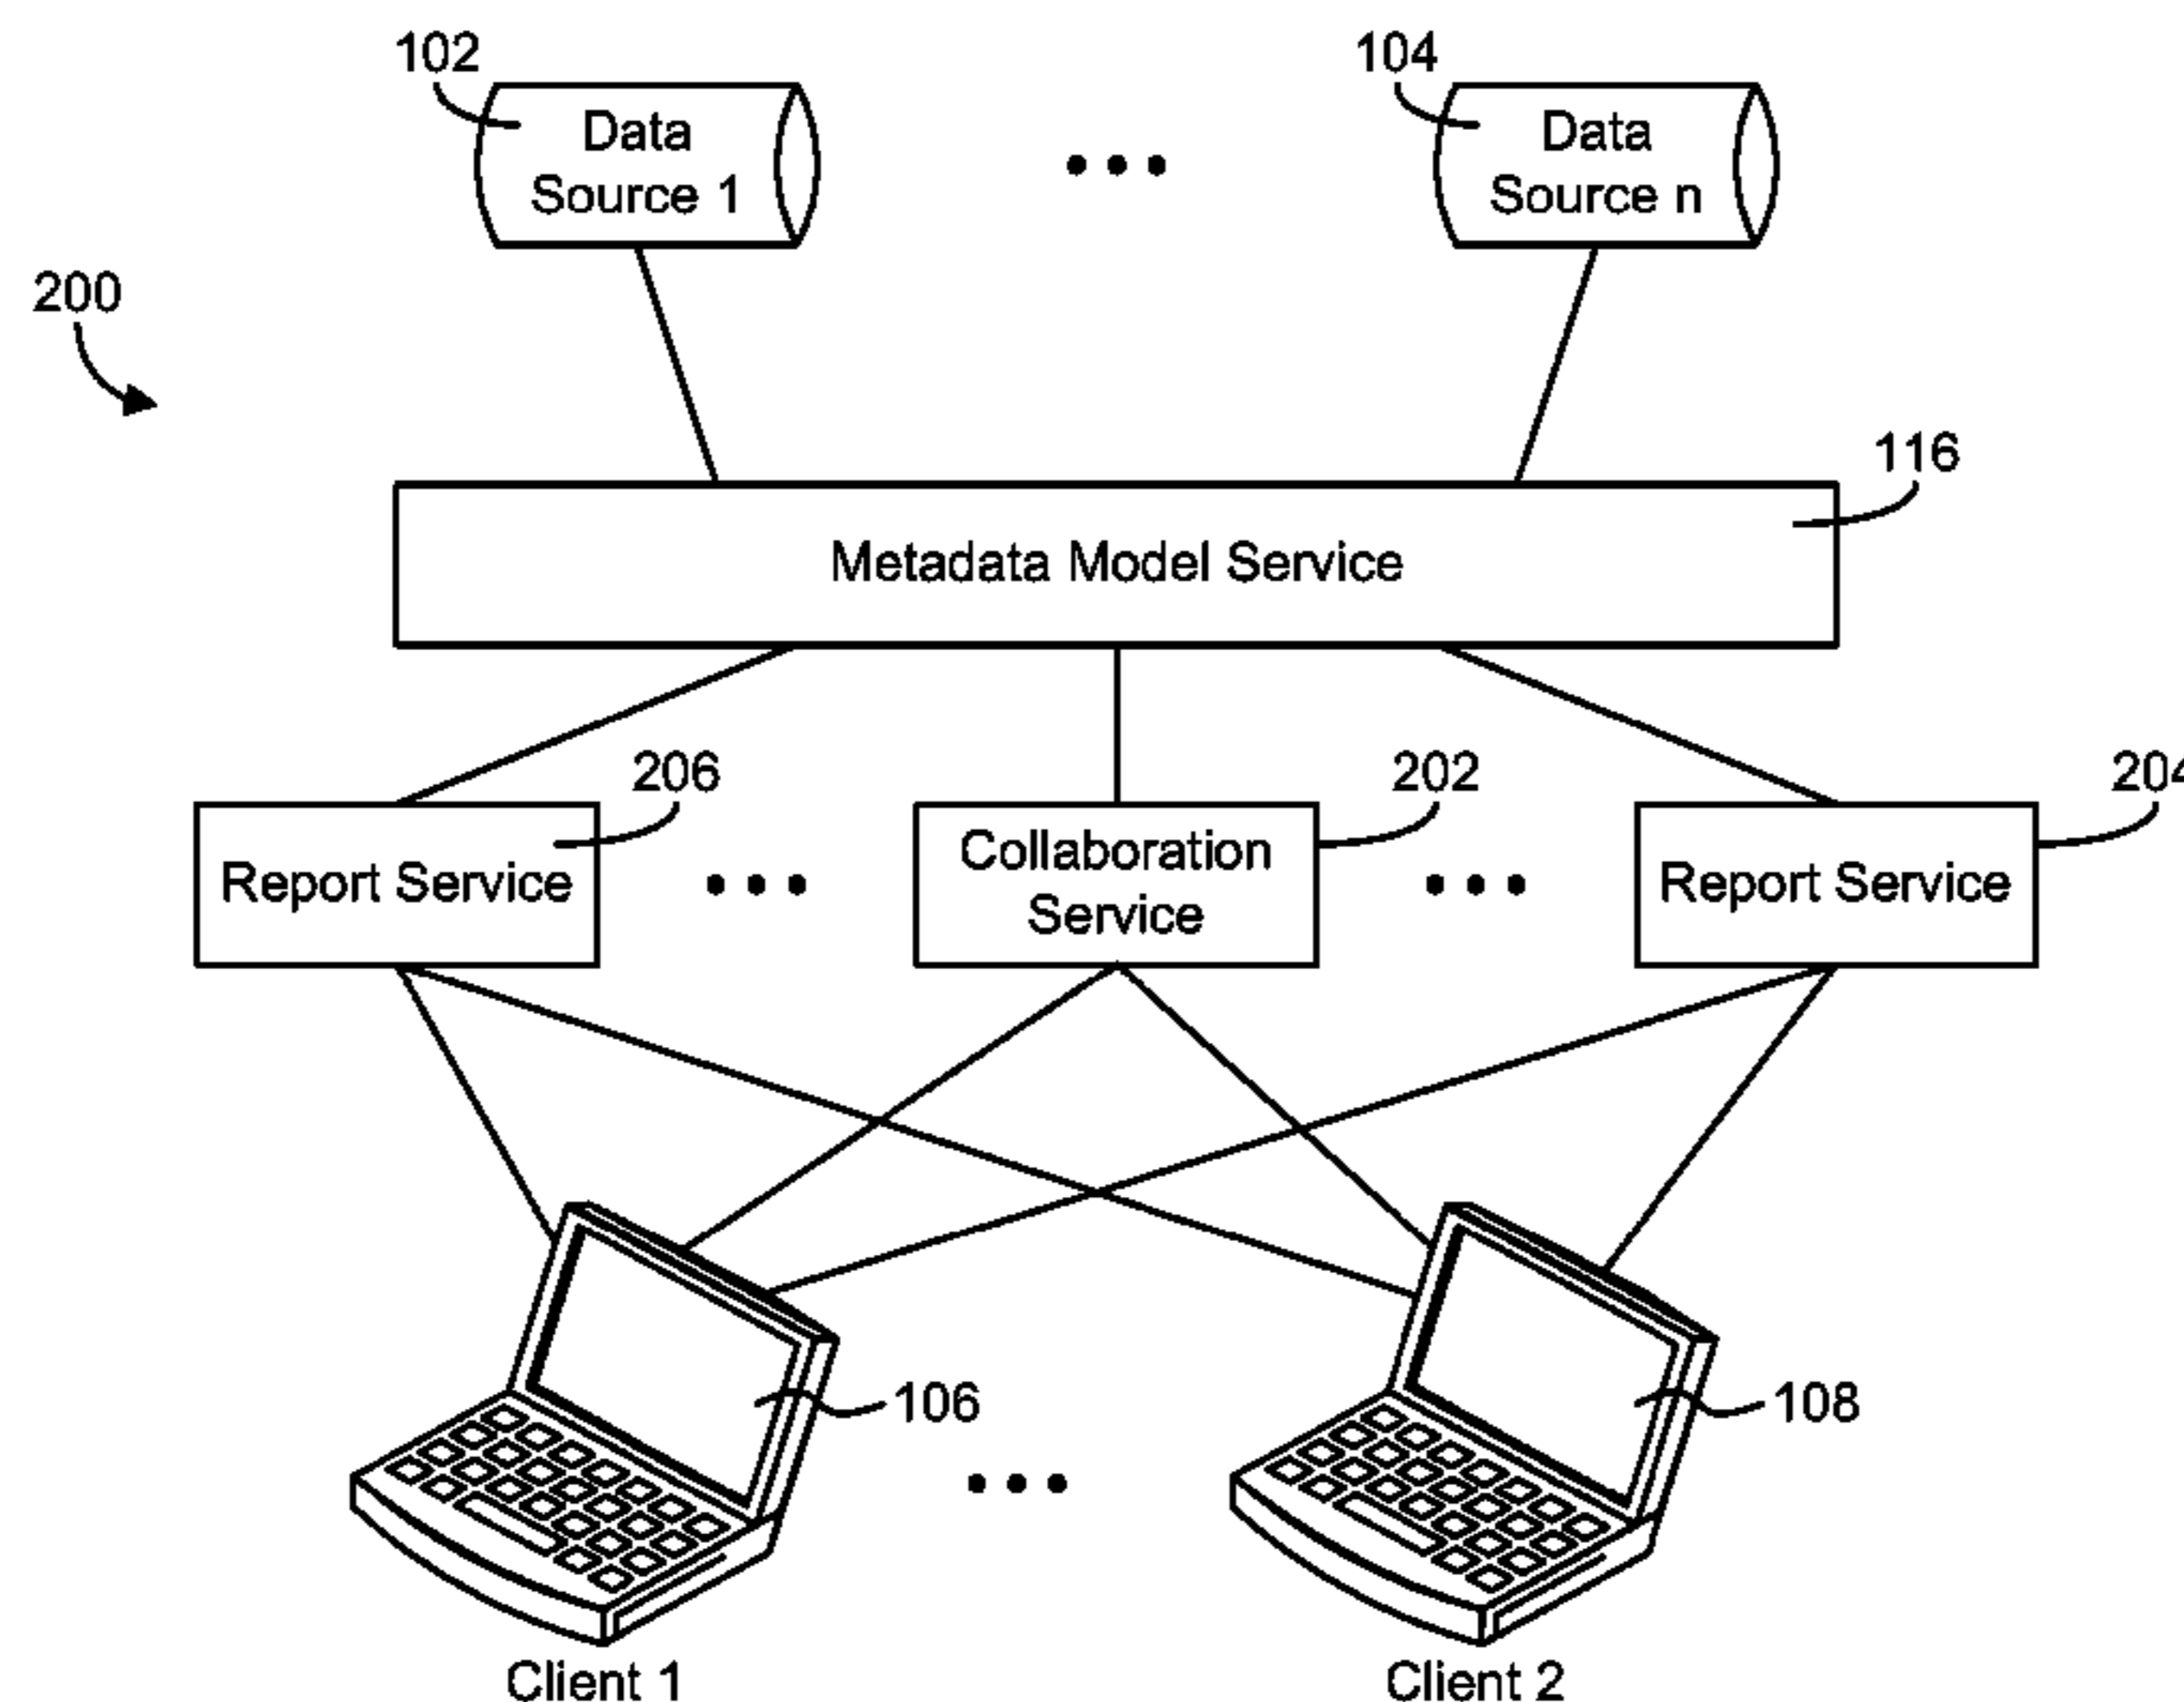 102
104
Data
Source 1
Data
Source n
200
116
Metadata Model Service
206
202
204
Report Service
Collaboration
Service
Report Service
106
108
Client 1
Client 2